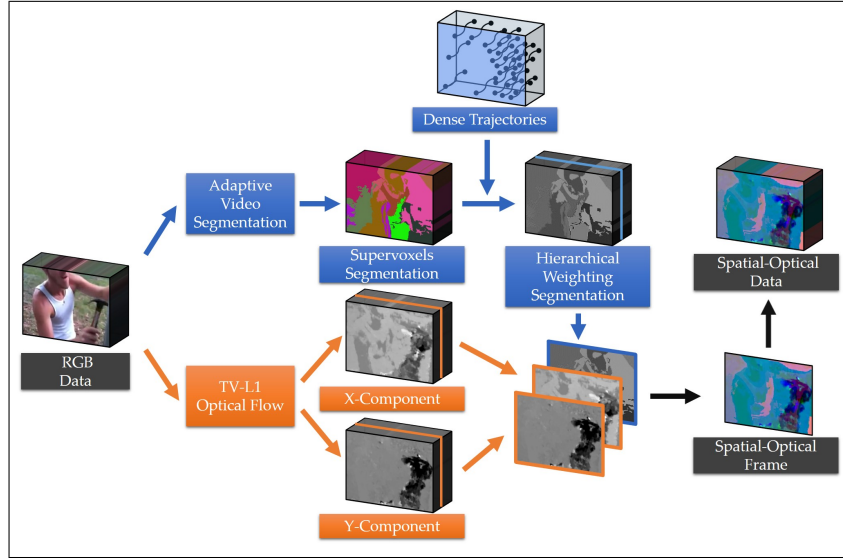 Dense Trajectories
Adaptive
Video
Segmentation
Supervoxels
Segmentation
Hierarchical
Weighting
Segmentation
Spatial-Optical
Data
RGB
Data
TV-L1
Optical Flow
X-Component
Y-Component
Spatial-Optical
Frame